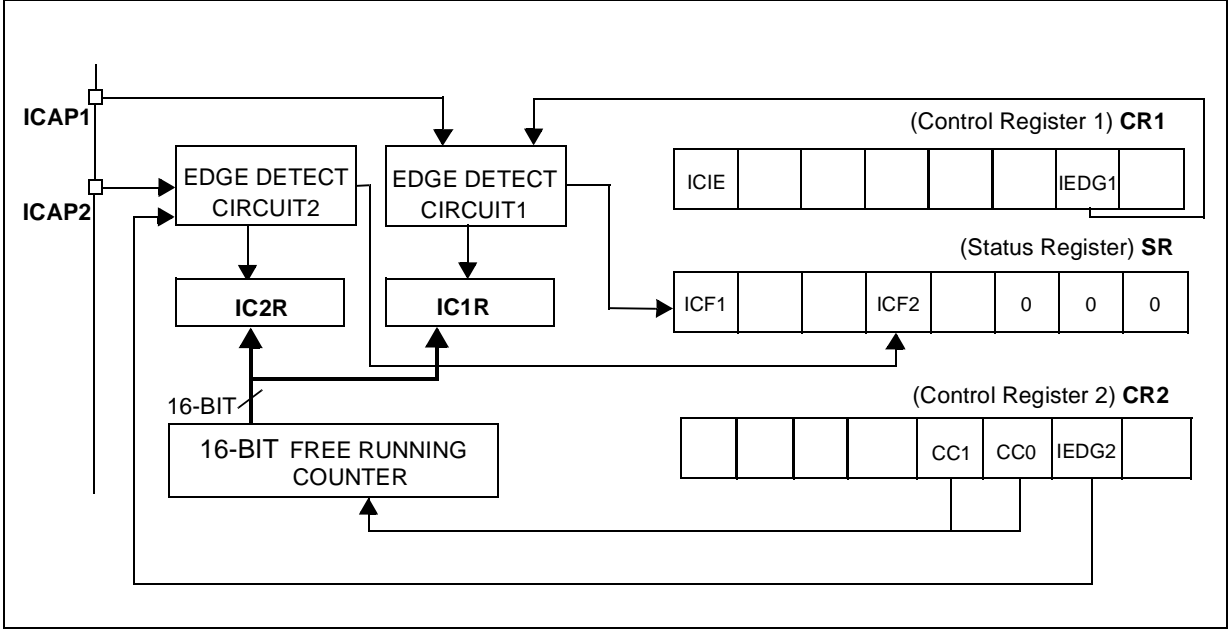 ICAP1
ICAP2
EDGE DETECT
CIRCUIT2
EDGE DETECT
CIRCUIT1
IC2R
IC1R
16-BIT
16-BIT FREE RUNNING
COUNTER
(Control Register 1) CR1
ICIE IEDG1
(Status Register) SR
ICF1 ICF2 0 0 0
(Control Register 2) CR2
CC1 CC0 IEDG2